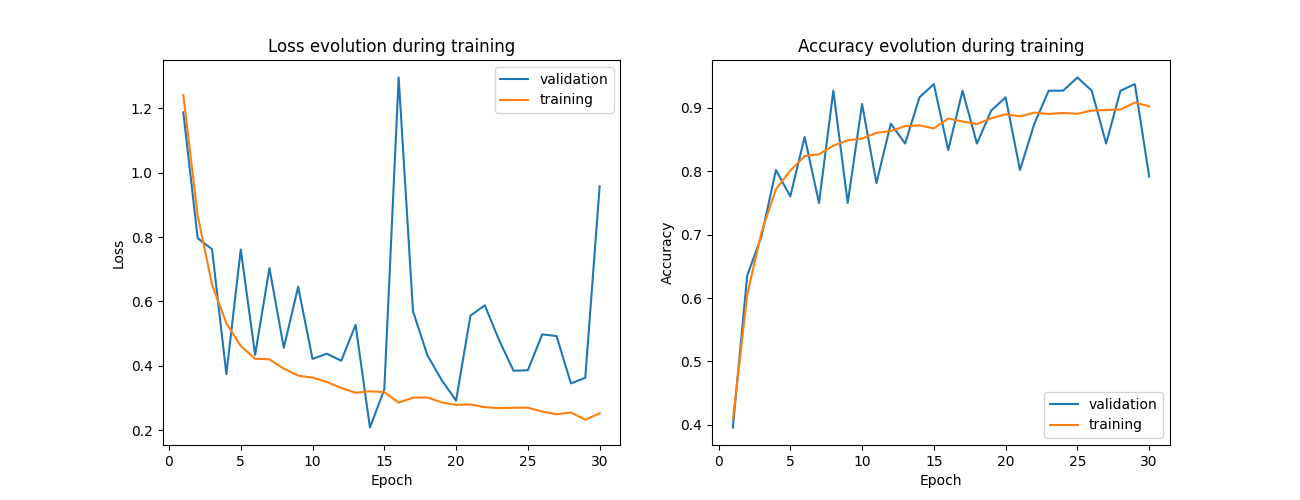 Loss evolution during training
validation
training
1.2
1.0
0.8
0.6
0.4
0.2
Loss
0 5 10 15 20 25 30
Epoch
Accuracy evolution during training
0.9
0.8
0.7
0.6
0.5
0.4
Accuracy
validation
training
0 5 10 15 20 25 30
Epoch